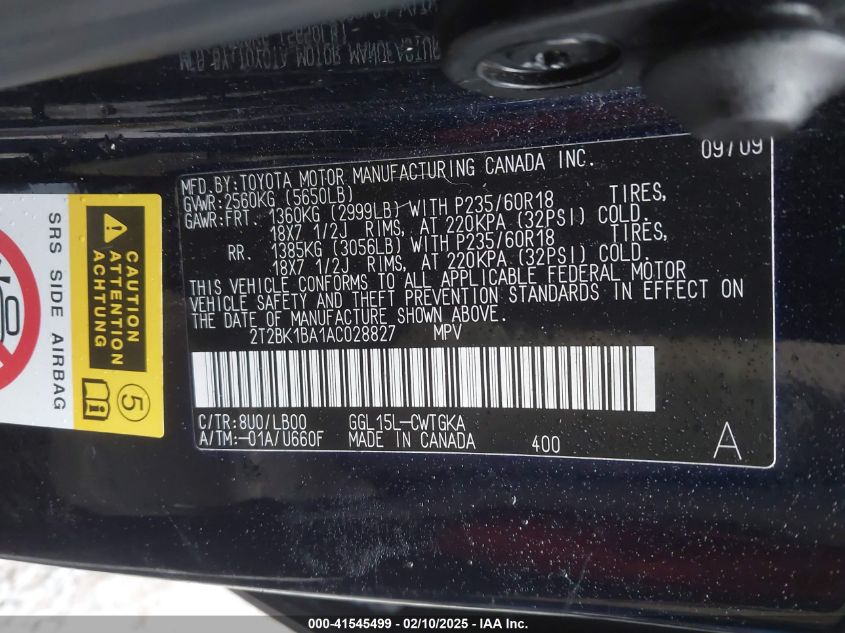 MFD.BY:TOYOTA MOTOR MANUFACTURING CANADA INC. 09/09
GVWR:2560KG (5650LB)
GAWR:FRT 1360KG (2999LB) WITH P235/60R18 TIRES,
18X7 1/2J RIMS, AT 220KPA (32PSI) COLD.
RR. 1385KG (3056LB) WITH P235/60R18 TIRES,
18X7 1/2J RIMS, AT 220KPA (32PSI) COLD.
THIS VEHICLE CONFORMS TO ALL APPLICABLE FEDERAL MOTOR
VEHICLE SAFETY AND THEFT PREVENTION STANDARDS IN EFFECT ON
THE DATE OF MANUFACTURE SHOWN ABOVE.
2T2BK1BA1AC028827 MPV
C/TR:8U0/LB00 GGL15L-CWTGKA
A/TM:-01A/U660F MADE IN CANADA 400 A
SRS SIDE AIRBAG
CAUTION
ATTENTION
ACHTUNG
5
000-41545499 - 02/10/2025 - IAA Inc.